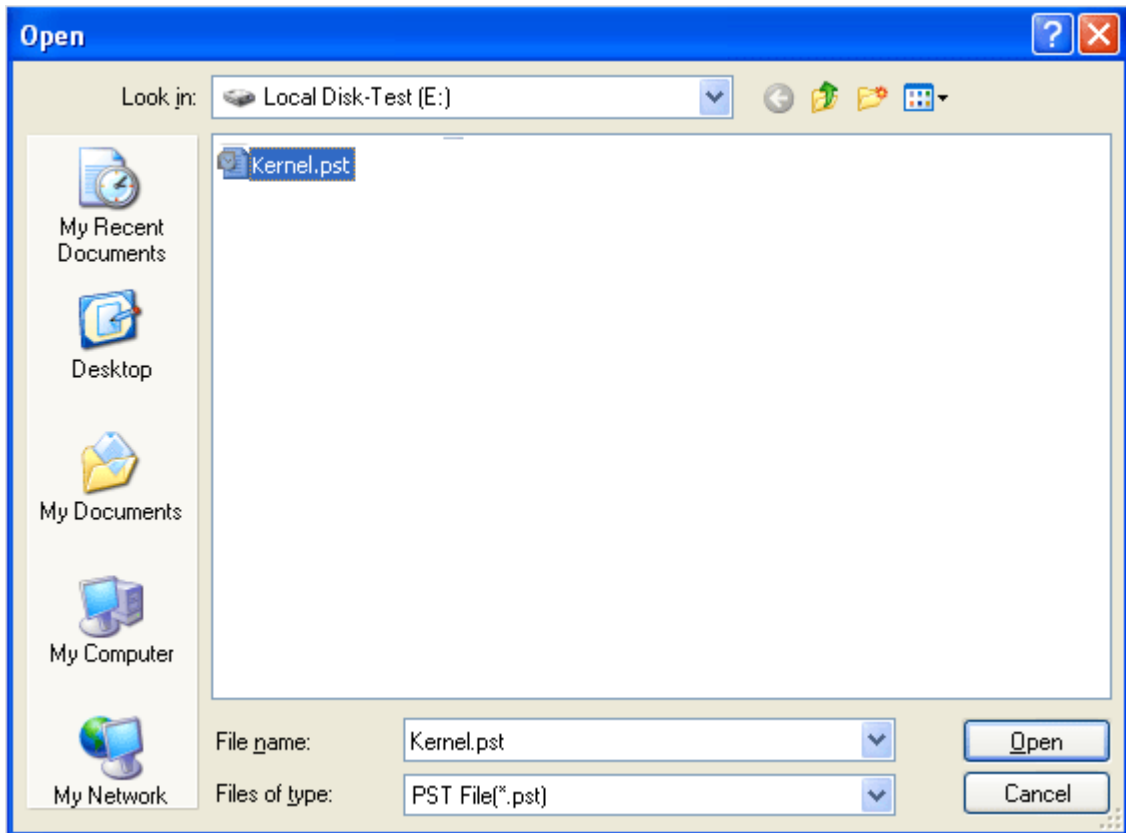 Open
Look in: Local Disk-Test (E:)
Kernel.pst
My Recent
Documents
Desktop
My Documents
My Computer
My Network
File name: Kernel.pst Open
Files of type: PST File(*.pst) Cancel